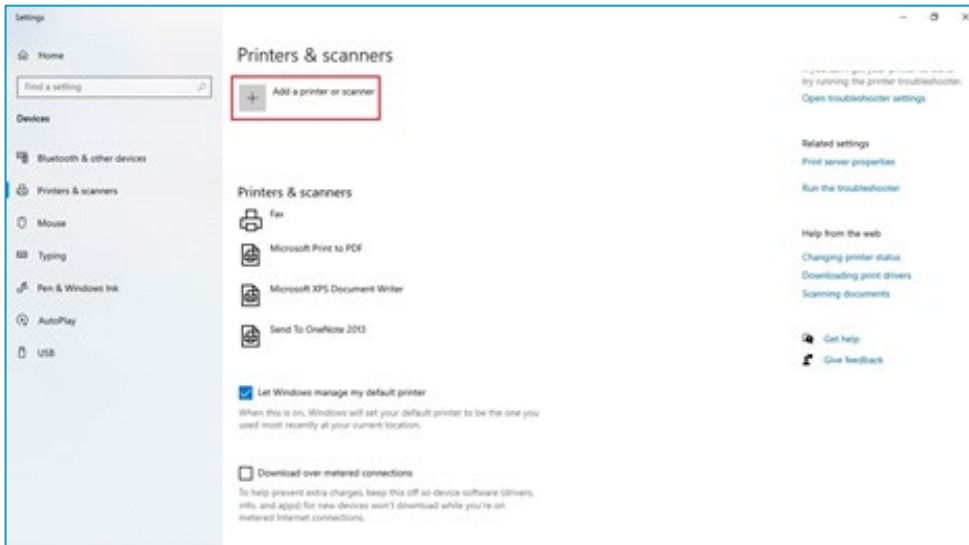 Settings
Home
Find a setting
Devices
Bluetooth & other devices
Printers & scanners
Mouse
Typing
Pen & Windows Ink
AutoPlay
USB
Printers & scanners
Add a printer or scanner
Printers & scanners
Fax
Microsoft Print to PDF
Microsoft XPS Document Writer
Send To OneNote 2013
Let Windows manage my default printer
When this is on, Windows will set your default printer to be the one you
used most recently at your current location.
Download over metered connections
To help prevent extra charges, keep this off so device software (drivers,
info, and apps) for new devices won't download while you're on
metered Internet connections.
try running the printer troubleshooter.
Open troubleshooter settings
Related settings
Print server properties
Run the troubleshooter
Help from the web
Changing printer status
Downloading print drivers
Scanning documents
Get help
Give feedback